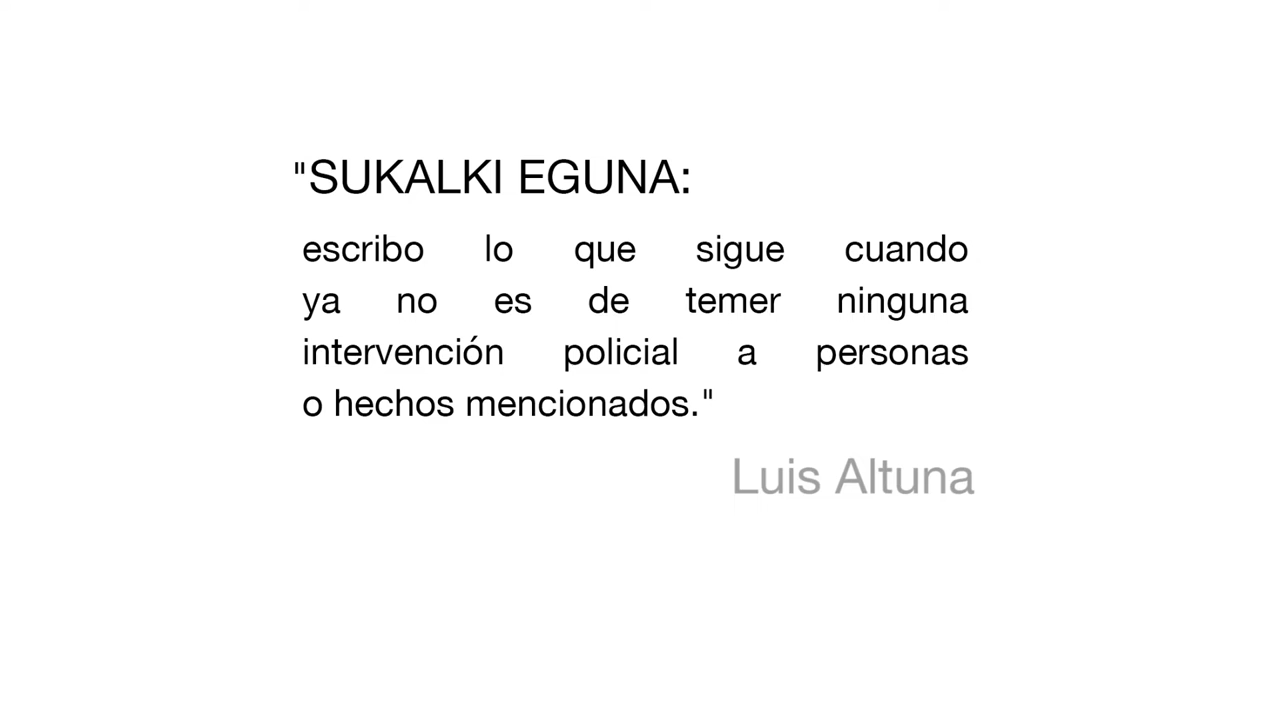 "SUKALKI EGUNA:
escribo lo que sigue cuando
ya no es de temer ninguna
intervención policial a personas
o hechos mencionados."
Luis Altuna